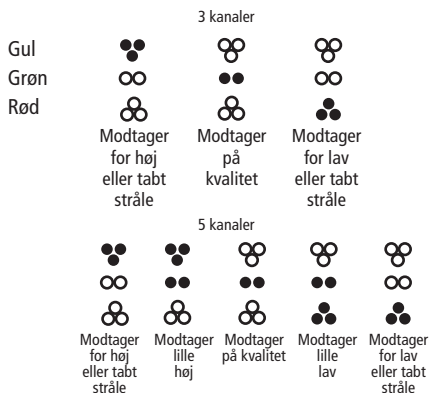 3 kanaler
Gul
Grøn
Rød
Modtager
for høj
eller tabt
stråle
Modtager
på
kvalitet
Modtager
for lav
eller tabt
stråle
5 kanaler
Modtager
for høj
eller tabt
stråle
Modtager
lille
høj
Modtager
på kvalitet
Modtager
lille
lav
Modtager
for lav
eller tabt
stråle